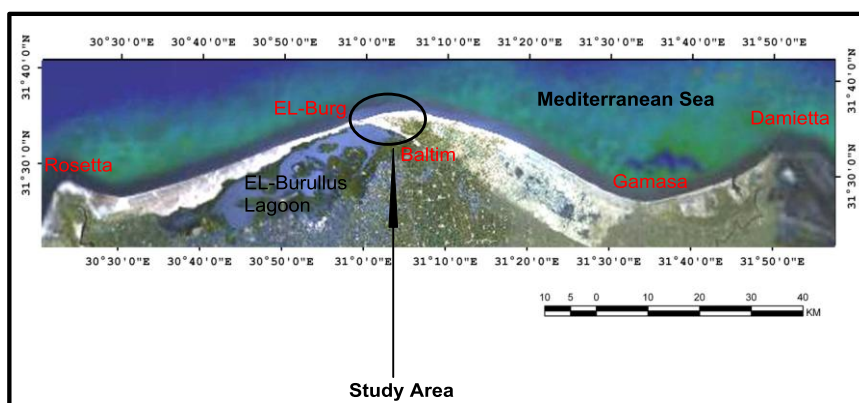 30°30'0"E 30°40'0"E 30°50'0"E 31°0'0"E 31°10'0"E 31°20'0"E 31°30'0"E 31°40'0"E 31°50'0"E
31°40'0"N
31°40'0"N
EL-Burg
Mediterranean Sea
Damietta
Rosetta
Baltim
31°30'0"N
31°30'0"N
EL-Burullus
Lagoon
Gamasa
30°30'0"E 30°40'0"E 30°50'0"E 31°0'0"E 31°10'0"E 31°20'0"E 31°30'0"E 31°40'0"E 31°50'0"E
10 5 0 10 20 30 40
KM
Study Area